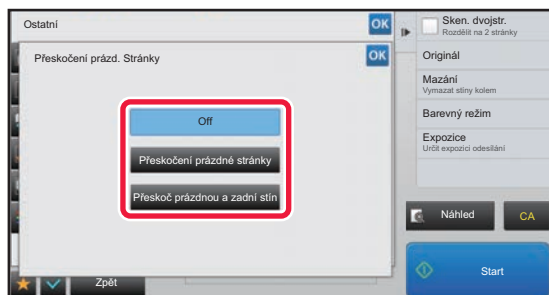 Ostatní
OK
Přeskočení prázd. Stránky
OK
Off
Přeskočení prázdné stránky
Přeskoč prázdnou a zadní stín
Zpět
Sken. dvojstr.
Rozdělit na 2 stránky
Originál
Mazání
Vymazat stíny kolem
Barevný režim
Expozice
Určit expozici odesílání
Náhled
CA
Start